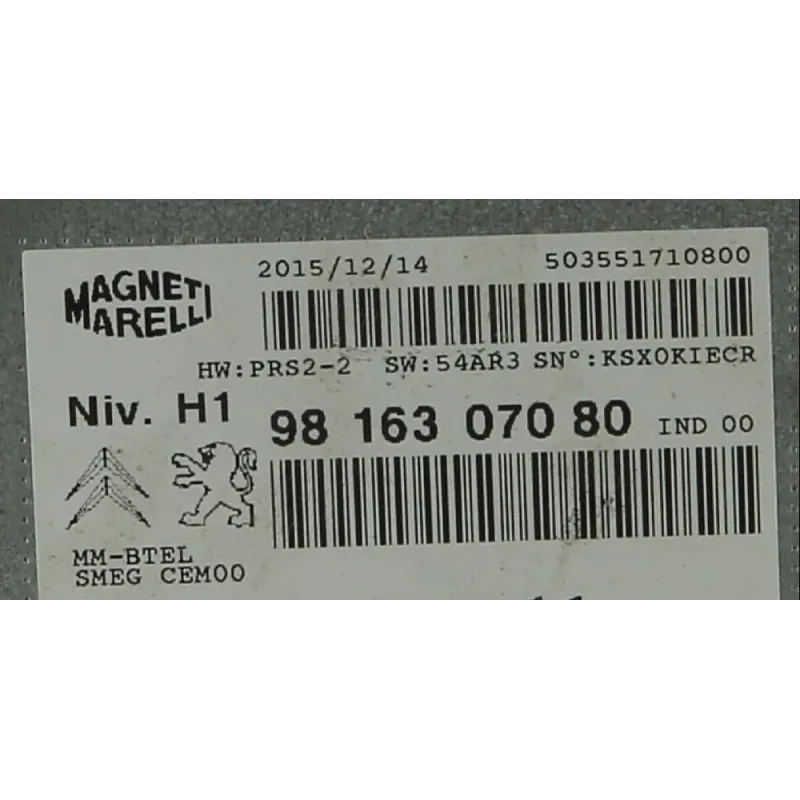 MAGNETI
MARELLI
2015/12/14 503551710800
HW:PRS2-2 SW:54AR3 SN°:KSX0KIECR
Niv. H1 98 163 070 80 IND 00
MM-BTEL
SMEG CEM00